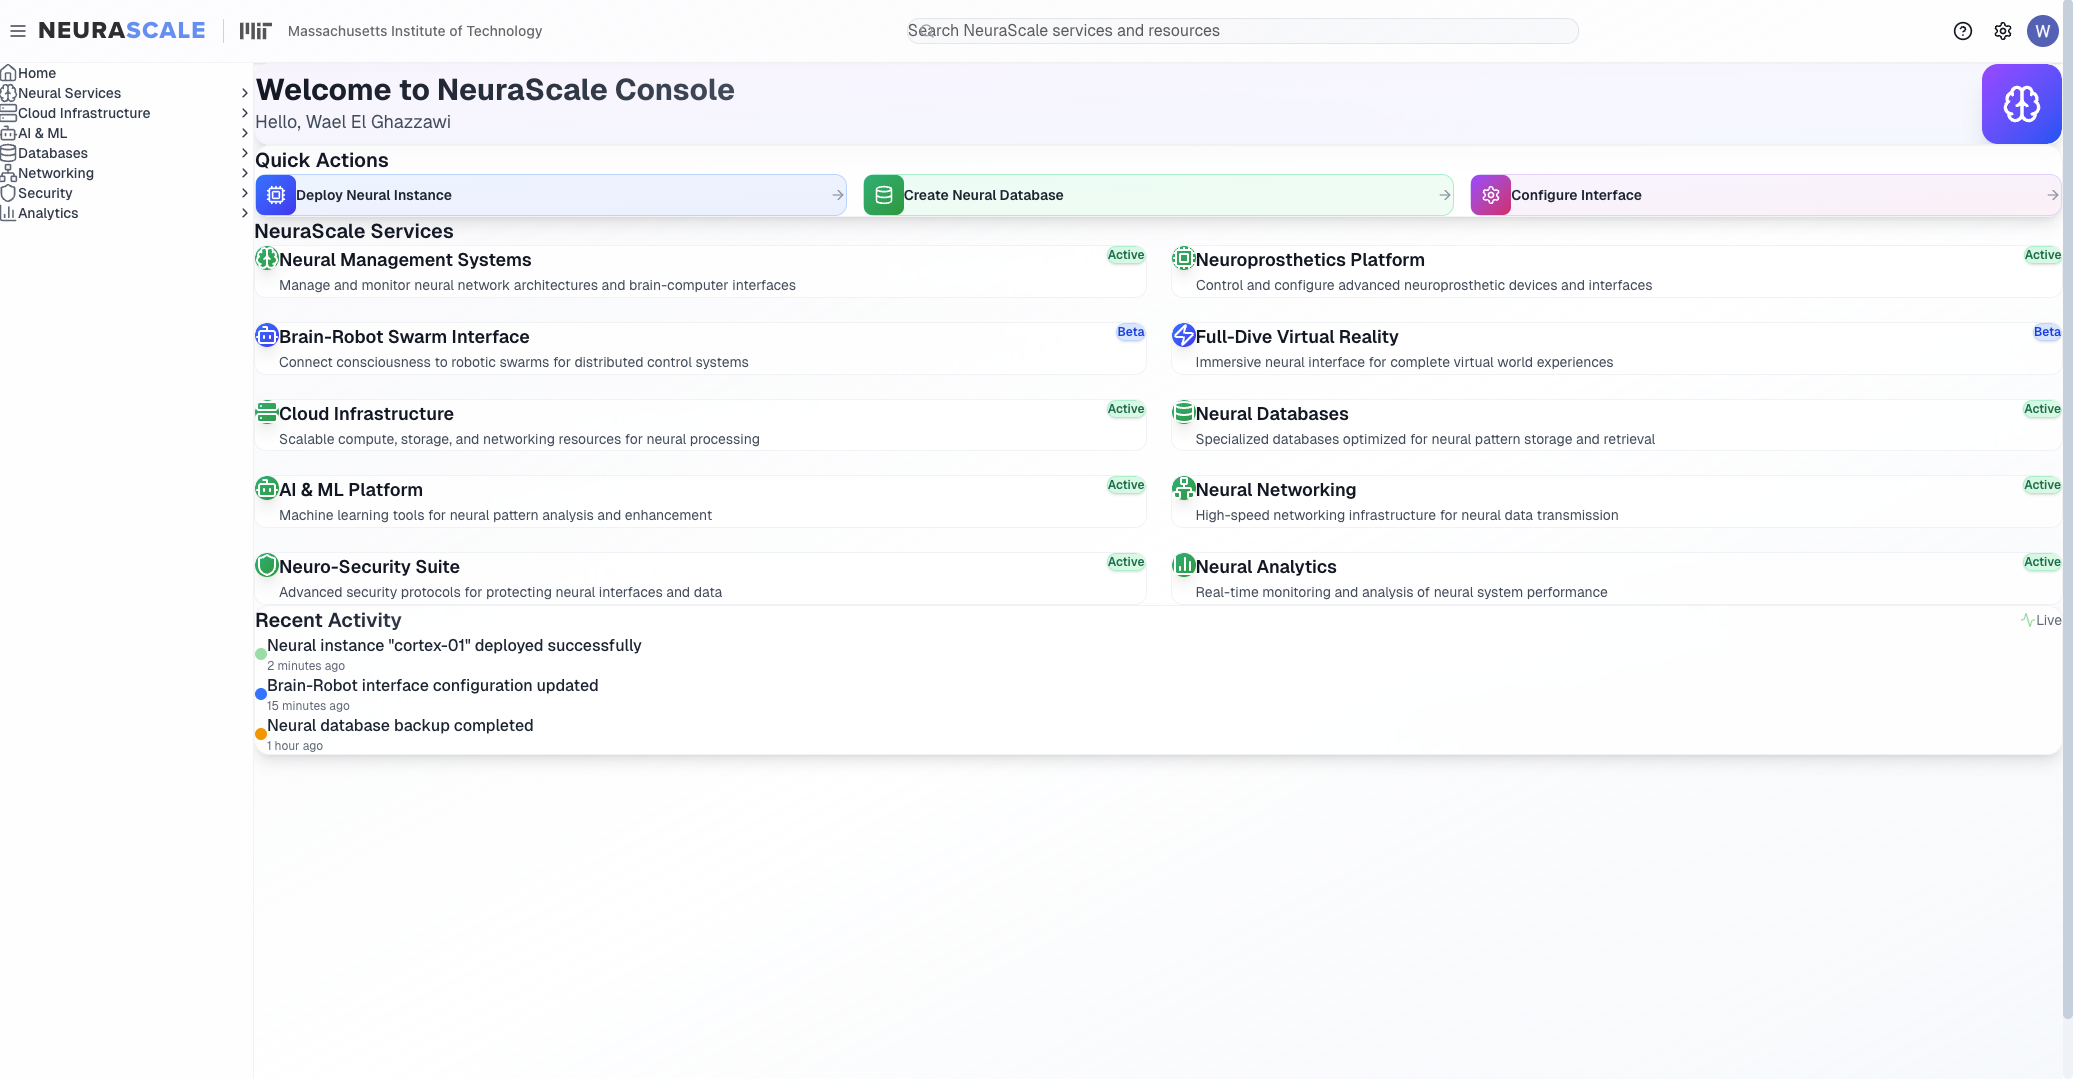 NEURASCALE
MIT
Massachusetts Institute of Technology
Search NeuraScale services and resources
W
Home
Neural Services
Cloud Infrastructure
AI & ML
Databases
Networking
Security
Analytics
Welcome to NeuraScale Console
Hello, Wael El Ghazzawi
Quick Actions
Deploy Neural Instance
Create Neural Database
Configure Interface
NeuraScale Services
Neural Management Systems
Active
Manage and monitor neural network architectures and brain-computer interfaces
Neuroprosthetics Platform
Active
Control and configure advanced neuroprosthetic devices and interfaces
Brain-Robot Swarm Interface
Beta
Connect consciousness to robotic swarms for distributed control systems
Full-Dive Virtual Reality
Beta
Immersive neural interface for complete virtual world experiences
Cloud Infrastructure
Active
Scalable compute, storage, and networking resources for neural processing
Neural Databases
Active
Specialized databases optimized for neural pattern storage and retrieval
AI & ML Platform
Active
Machine learning tools for neural pattern analysis and enhancement
Neural Networking
Active
High-speed networking infrastructure for neural data transmission
Neuro-Security Suite
Active
Advanced security protocols for protecting neural interfaces and data
Neural Analytics
Active
Real-time monitoring and analysis of neural system performance
Recent Activity
Live
Neural instance "cortex-01" deployed successfully
2 minutes ago
Brain-Robot interface configuration updated
15 minutes ago
Neural database backup completed
1 hour ago